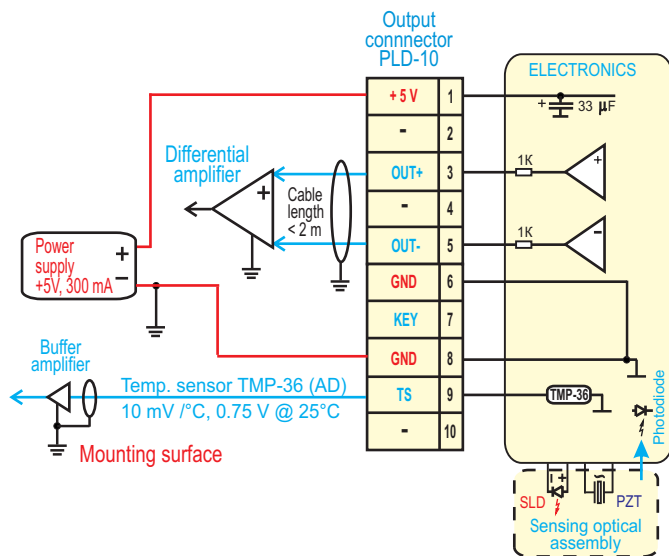 Output
connnector
PLD-10
ELECTRONICS
+ 5 V 1
+ 33 μF
- 2
Differential
amplifier
+
Cable
length
< 2 m
OUT+ 3
1K
+
- 4
OUT- 5
1K
-
Power
supply
+5V, 300 mA
+
-
GND 6
KEY 7
GND 8
Buffer
amplifier
Temp. sensor TMP-36 (AD)
10 mV /°C, 0.75 V @ 25°C
TS 9
TMP-36
- 10
Photodiode
Mounting surface
- +
SLD
PZT
Sensing optical
assembly